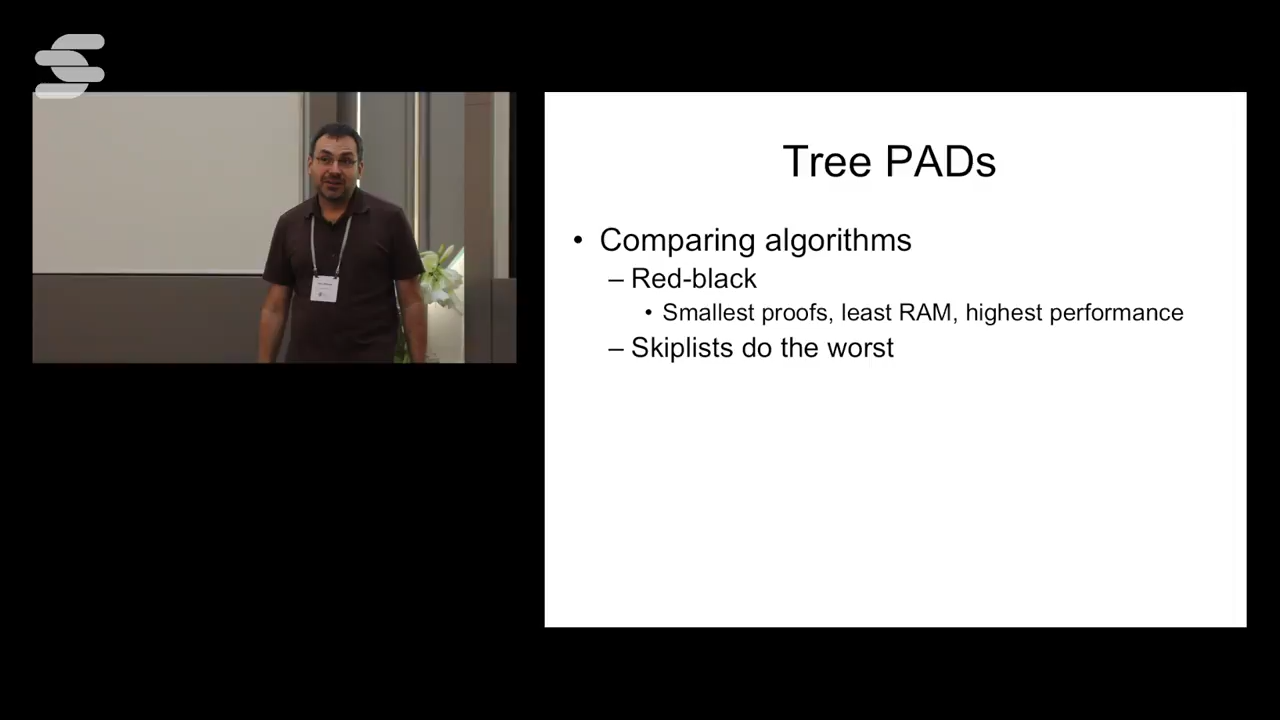 Tree PADs
• Comparing algorithms
– Red-black
• Smallest proofs, least RAM, highest performance
– Skiplists do the worst